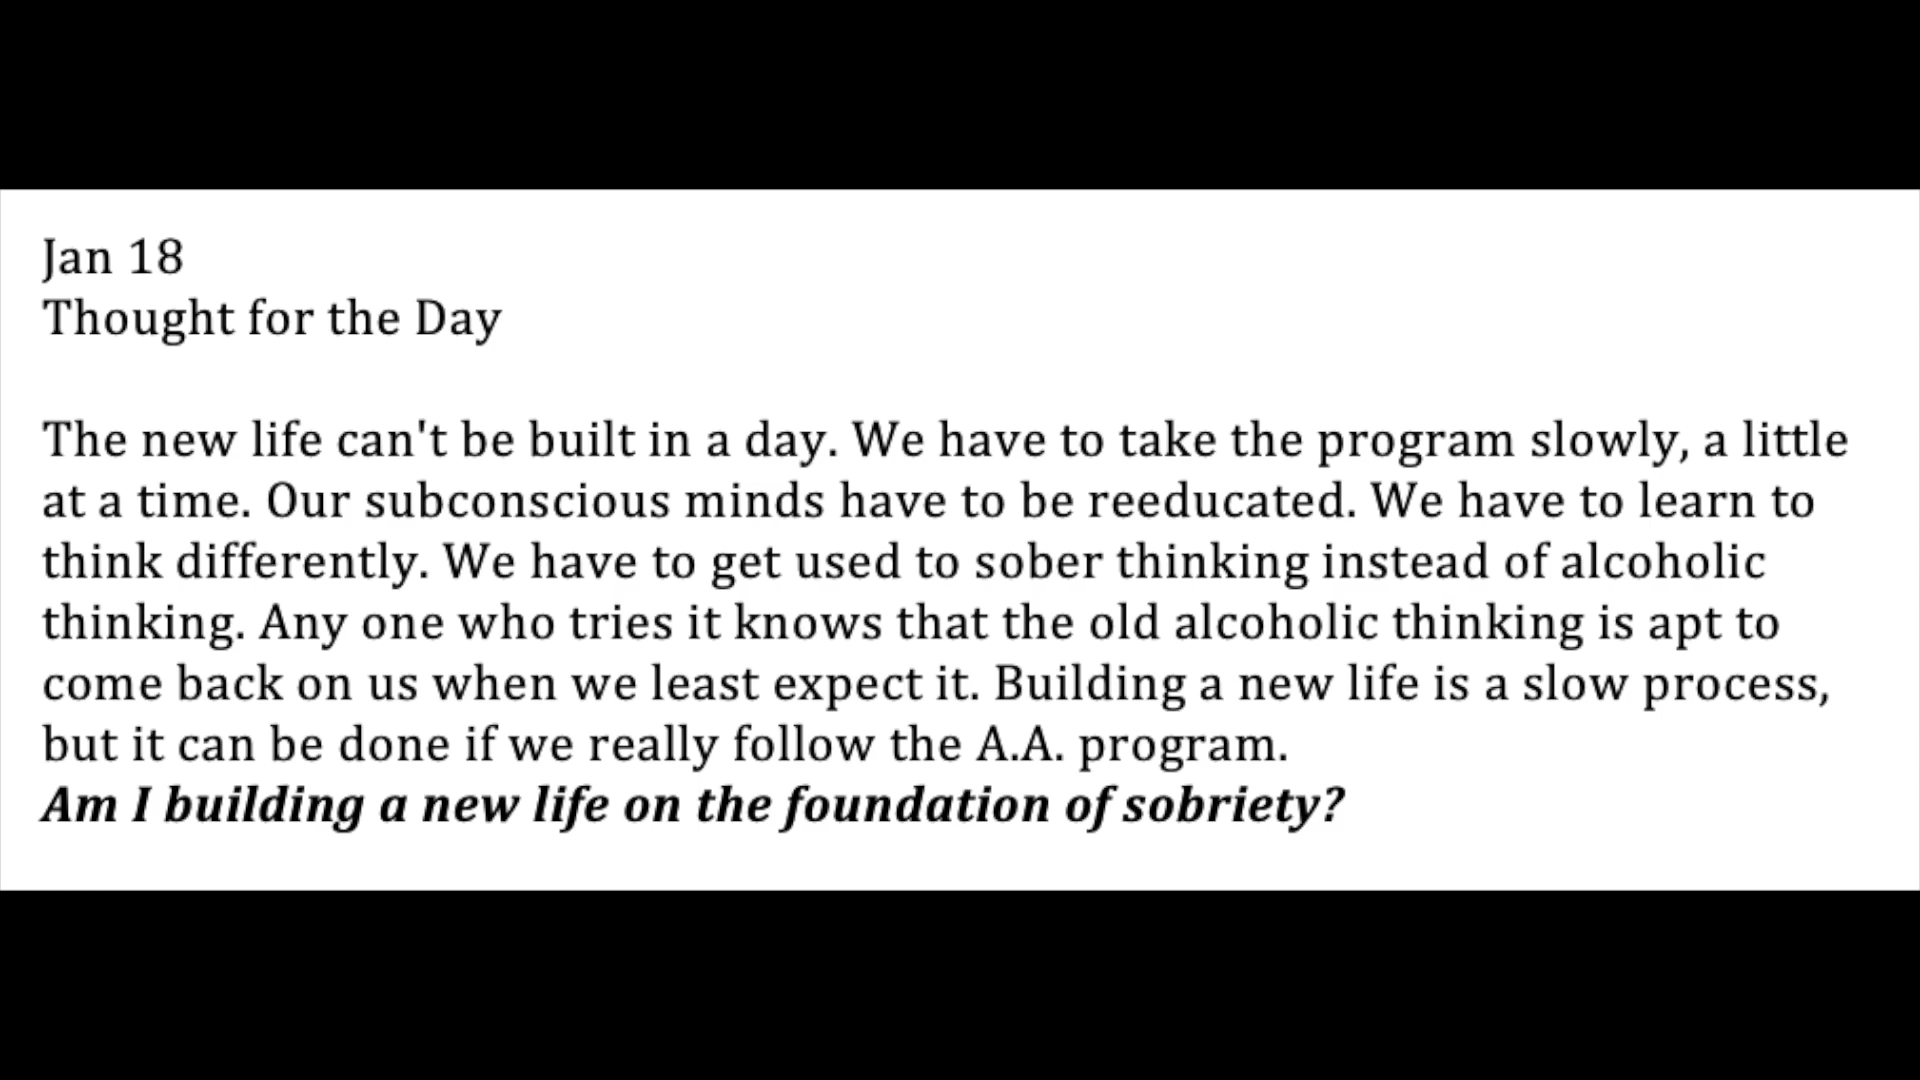 Jan 18
Thought for the Day
The new life can't be built in a day. We have to take the program slowly, a little
at a time. Our subconscious minds have to be reeducated. We have to learn to
think differently. We have to get used to sober thinking instead of alcoholic
thinking. Any one who tries it knows that the old alcoholic thinking is apt to
come back on us when we least expect it. Building a new life is a slow process,
but it can be done if we really follow the A.A. program.
Am I building a new life on the foundation of sobriety?